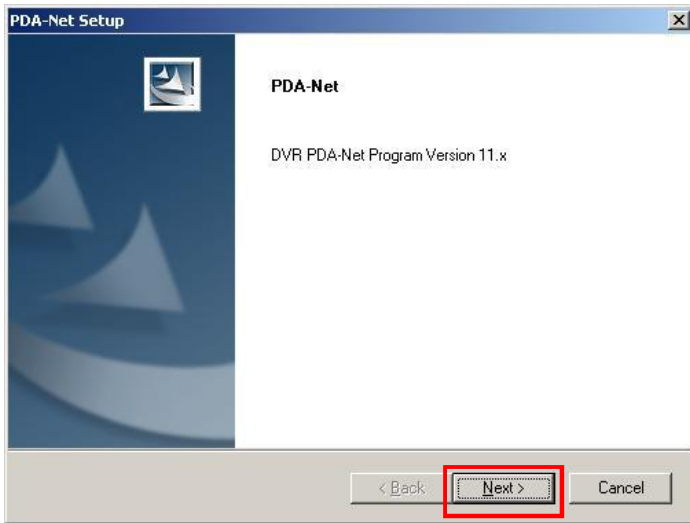 PDA-Net Setup
PDA-Net
DVR PDA-Net Program Version 11.x
< Back
Next >
Cancel